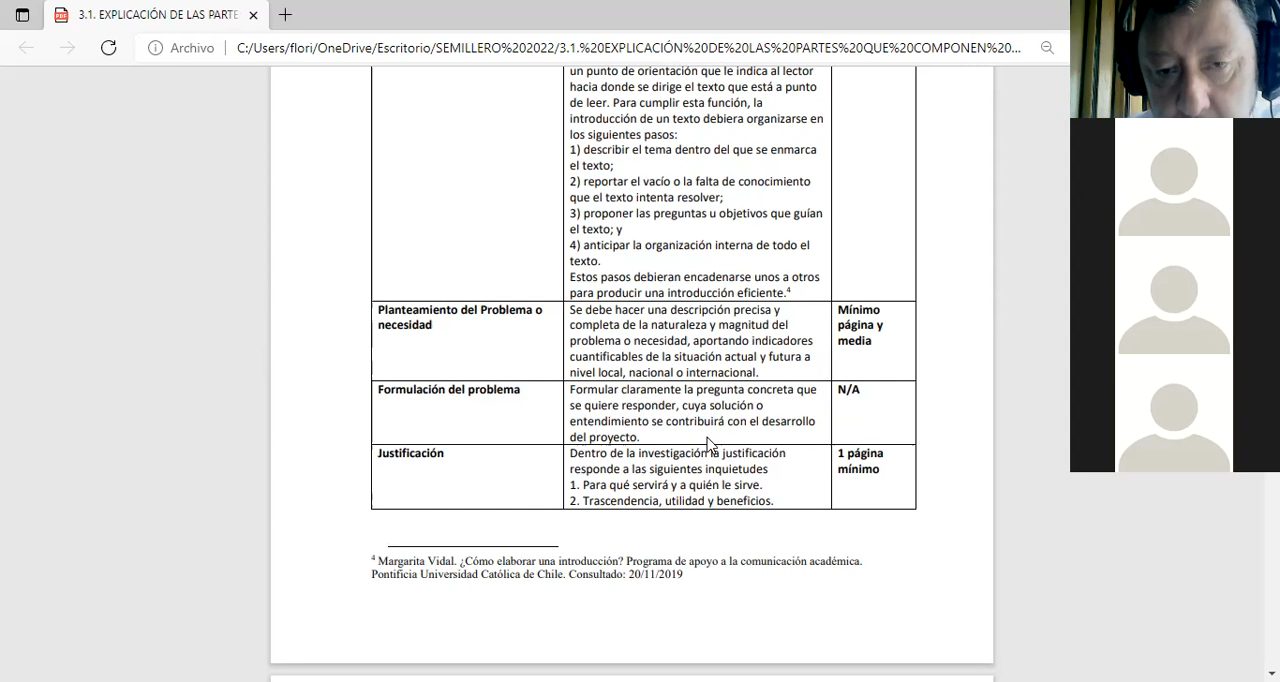 3.1. EXPLICACIÓN DE LAS PARTE
Archivo
C:/Users/flori/OneDrive/Escritorio/SEMILLERO%202022/3.1.%20EXPLICACIÓN%20DE%20LAS%20PARTES%20QUE%20COMPONEN%20...
un punto de orientación que le indica al lector
hacia donde se dirige el texto que está a punto
de leer. Para cumplir esta función, la
introducción de un texto debiera organizarse en
los siguientes pasos:
1) describir el tema dentro del que se enmarca
el texto;
2) reportar el vacío o la falta de conocimiento
que el texto intenta resolver;
3) proponer las preguntas u objetivos que guían
el texto; y
4) anticipar la organización interna de todo el
texto.
Estos pasos debieran encadenarse unos a otros
para producir una introducción eficiente.⁴
Planteamiento del Problema o
necesidad
Se debe hacer una descripción precisa y
completa de la naturaleza y magnitud del
problema o necesidad, aportando indicadores
cuantificables de la situación actual y futura a
nivel local, nacional o internacional.
Mínimo
página y
media
Formulación del problema
Formular claramente la pregunta concreta que
se quiere responder, cuya solución o
entendimiento se contribuirá con el desarrollo
del proyecto.
N/A
Justificación
Dentro de la investigación la justificación
responde a las siguientes inquietudes
1. Para qué servirá y a quién le sirve.
2. Trascendencia, utilidad y beneficios.
1 página
mínimo
⁴ Margarita Vidal. ¿Cómo elaborar una introducción? Programa de apoyo a la comunicación académica.
Pontificia Universidad Católica de Chile. Consultado: 20/11/2019